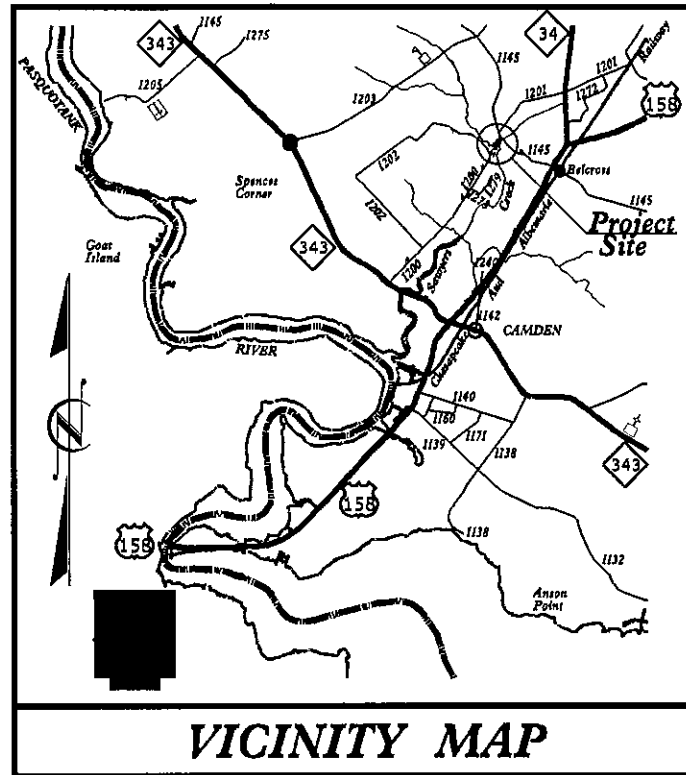 1145
343
1275
34
1145
Railway
1201
1201
1272
158
PASQUOTANK
1205
1203
1145
1202
1200
1279
Belcross
Spences
Corner
1202
Creek
1145
Albemarle
Project
Site
343
Goat
Island
1200
Sawyers
1240
And
1142
CAMDEN
RIVER
Chesapeake
1140
1160
1139
1171
1138
343
158
158
1138
1132
Anson
Point
VICINITY MAP